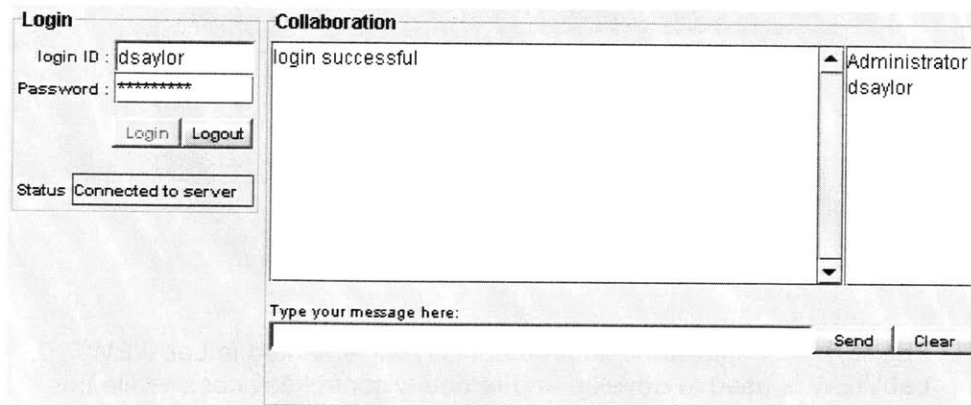 Login
login ID : dsaylor
Password : *********
Login Logout
Status Connected to server
Collaboration
login successful
Administrator
dsaylor
Type your message here:
Send Clear